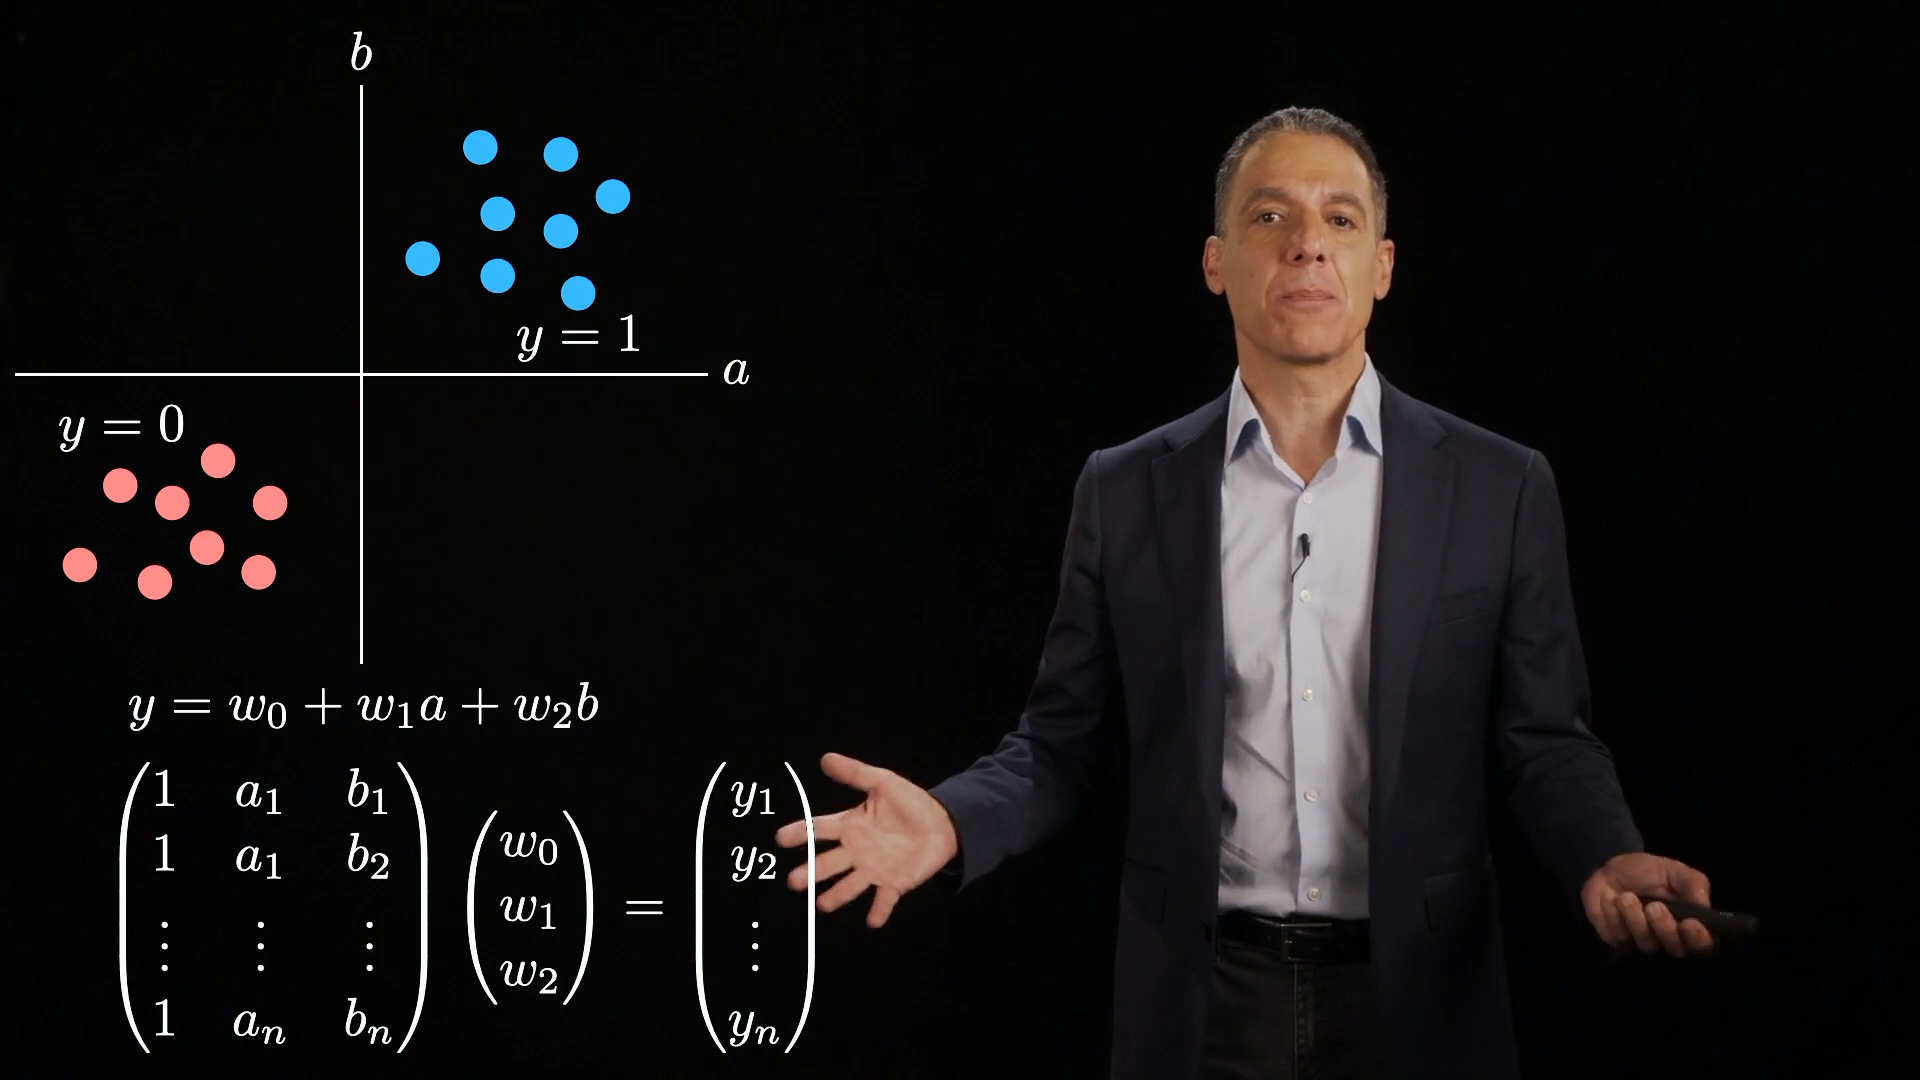 b
y = 1
a
y = 0
y = w₀ + w₁a + w₂b
1 a₁ b₁
1 a₁ b₂
⋮ ⋮ ⋮
1 aₙ bₙ
w₀
w₁
w₂
=
y₁
y₂
⋮
yₙ